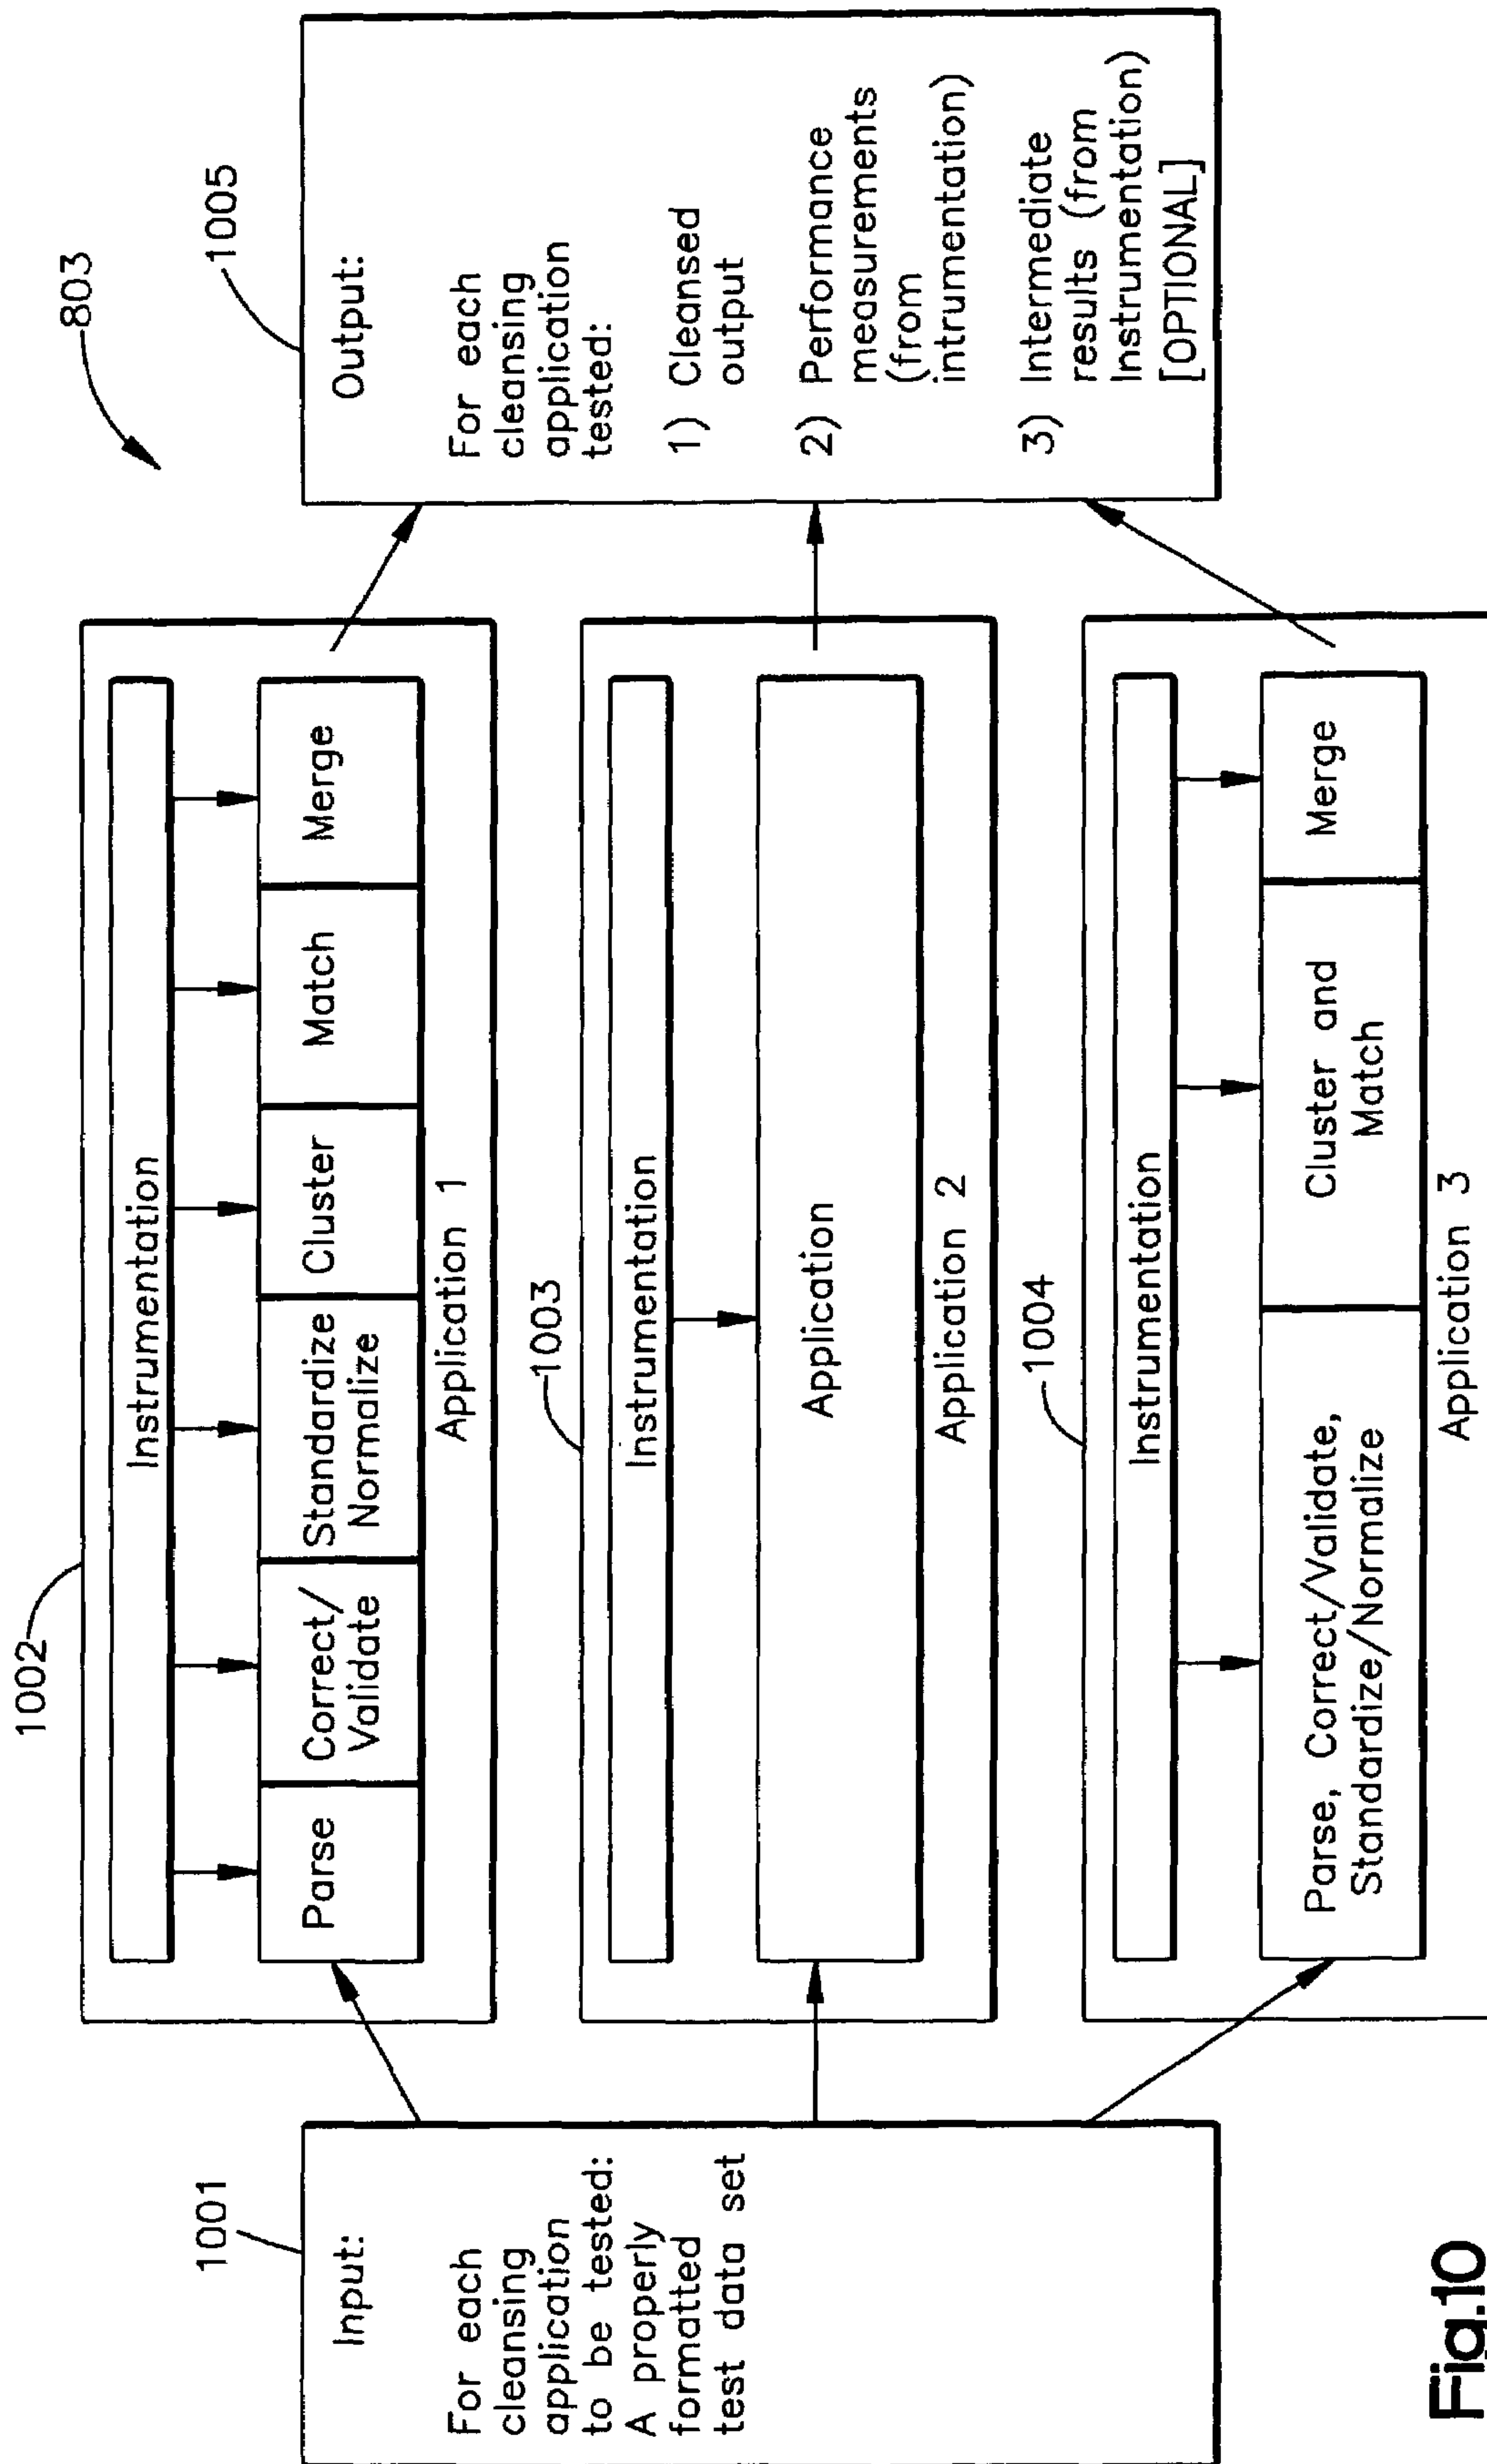 803
1001
Input:
For each
cleansing
application
to be tested:
A properly
formatted
test data set
1002
Instrumentation
Parse
Correct/
Validate
Standardize
Normalize
Cluster
Match
Merge
Application 1
1003
Instrumentation
Application
Application 2
1004
Instrumentation
Parse, Correct/Validate,
Standardize/Normalize
Cluster and
Match
Merge
Application 3
1005
Output:
For each
cleansing
application
tested:
1) Cleansed
output
2) Performance
measurements
(from
intrumentation)
3) Intermediate
results (from
Instrumentation)
[OPTIONAL]
Fig.10